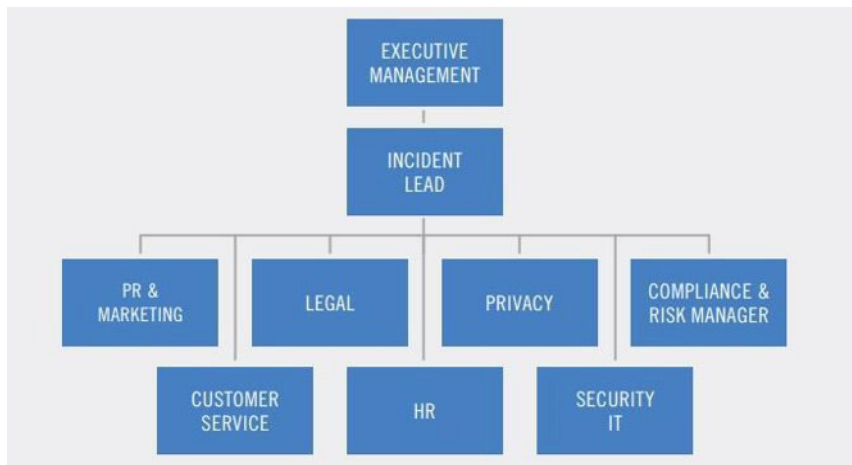 EXECUTIVE
MANAGEMENT
INCIDENT
LEAD
PR &
MARKETING
LEGAL
PRIVACY
COMPLIANCE &
RISK MANAGER
CUSTOMER
SERVICE
HR
SECURITY
IT